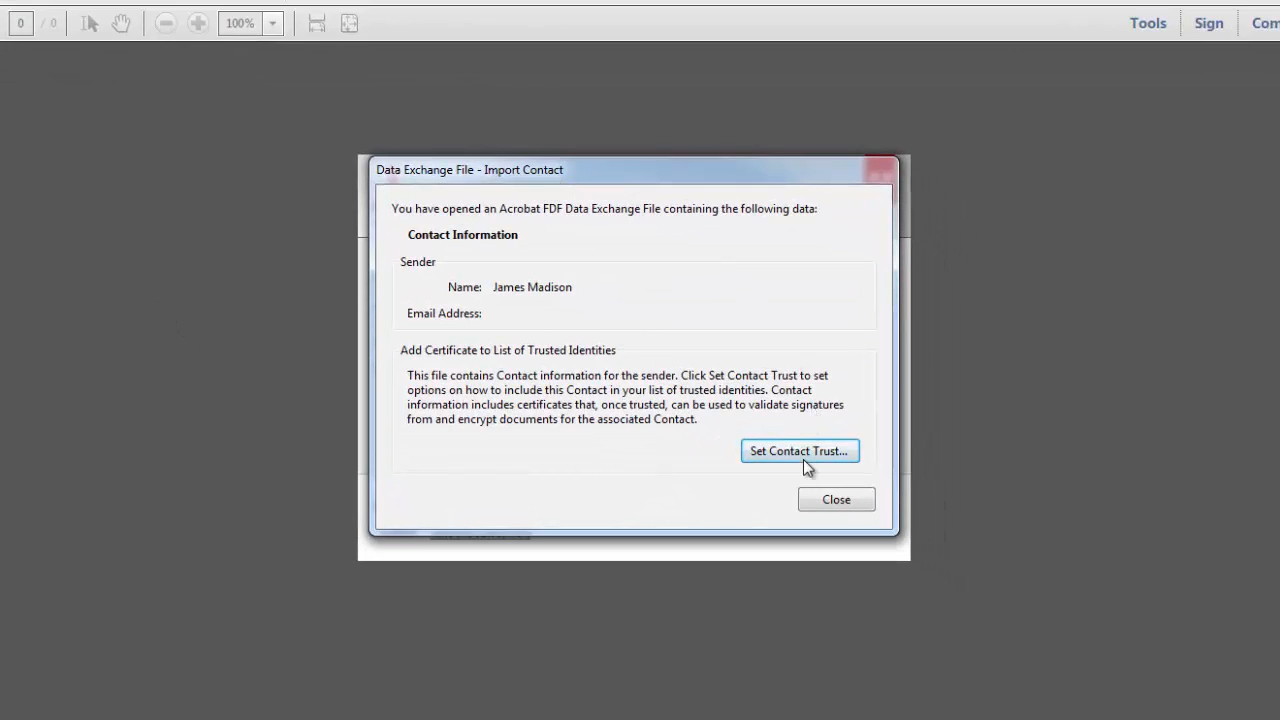 0 / 0 100% Tools Sign Com
Data Exchange File - Import Contact
You have opened an Acrobat FDF Data Exchange File containing the following data:
Contact Information
Sender
Name: James Madison
Email Address:
Add Certificate to List of Trusted Identities
This file contains Contact information for the sender. Click Set Contact Trust to set
options on how to include this Contact in your list of trusted identities. Contact
information includes certificates that, once trusted, can be used to validate signatures
from and encrypt documents for the associated Contact.
Set Contact Trust...
Close